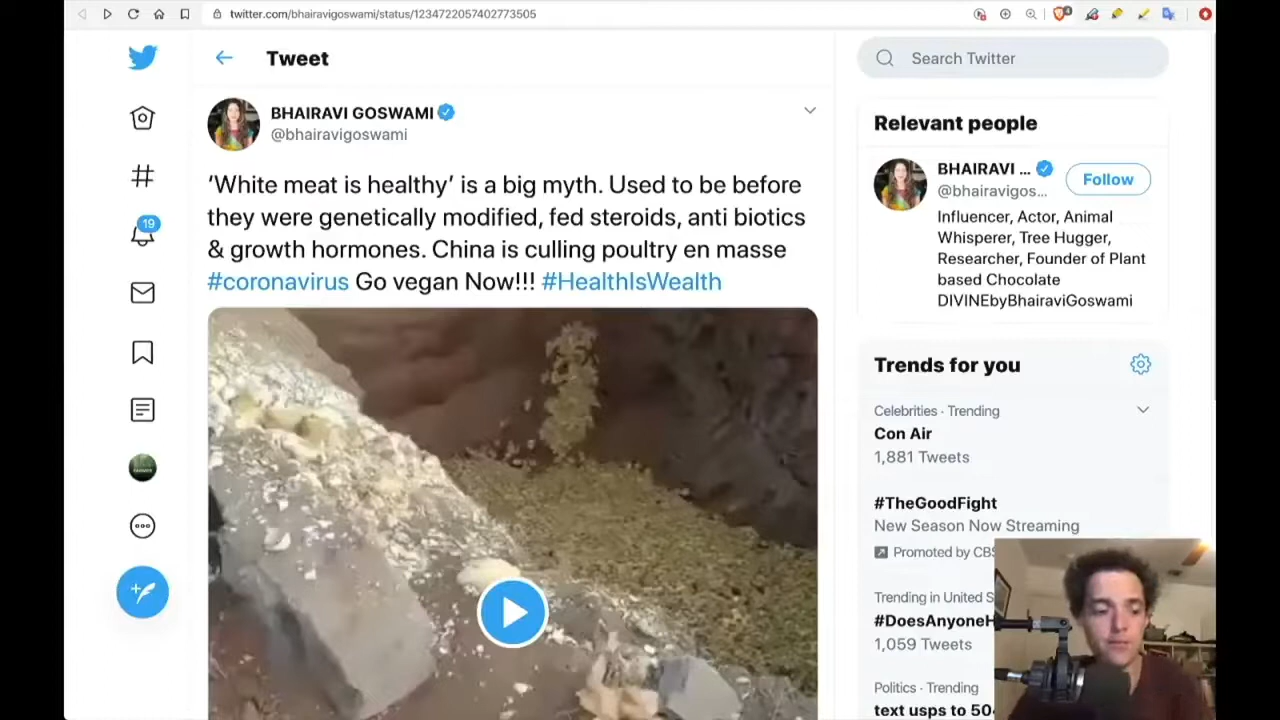 twitter.com/bhairavigoswami/status/1234722057402773505
4
Tweet
Search Twitter
BHAIRAVI GOSWAMI
@bhairavigoswami
‘White meat is healthy’ is a big myth. Used to be before
they were genetically modified, fed steroids, anti biotics
& growth hormones. China is culling poultry en masse
#coronavirus Go vegan Now!!! #HealthIsWealth
19
Relevant people
BHAIRAVI ...
@bhairavigos...
Follow
Influencer, Actor, Animal
Whisperer, Tree Hugger,
Researcher, Founder of Plant
based Chocolate
DIVINEbyBhairaviGoswami
Trends for you
Celebrities · Trending
Con Air
1,881 Tweets
#TheGoodFight
New Season Now Streaming
Promoted by CBS
Trending in United S
#DoesAnyoneH
1,059 Tweets
Politics · Trending
text usps to 504